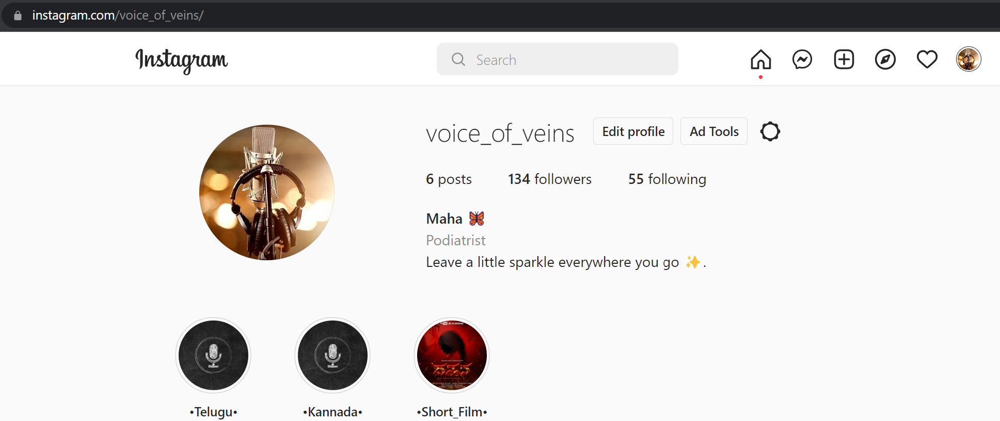 instagram.com/voice_of_veins/
Instagram
Search
voice_of_veins
Edit profile
Ad Tools
6 posts
134 followers
55 following
Maha 🦋
Podiatrist
Leave a little sparkle everywhere you go ✨.
•Telugu•
•Kannada•
•Short_Film•